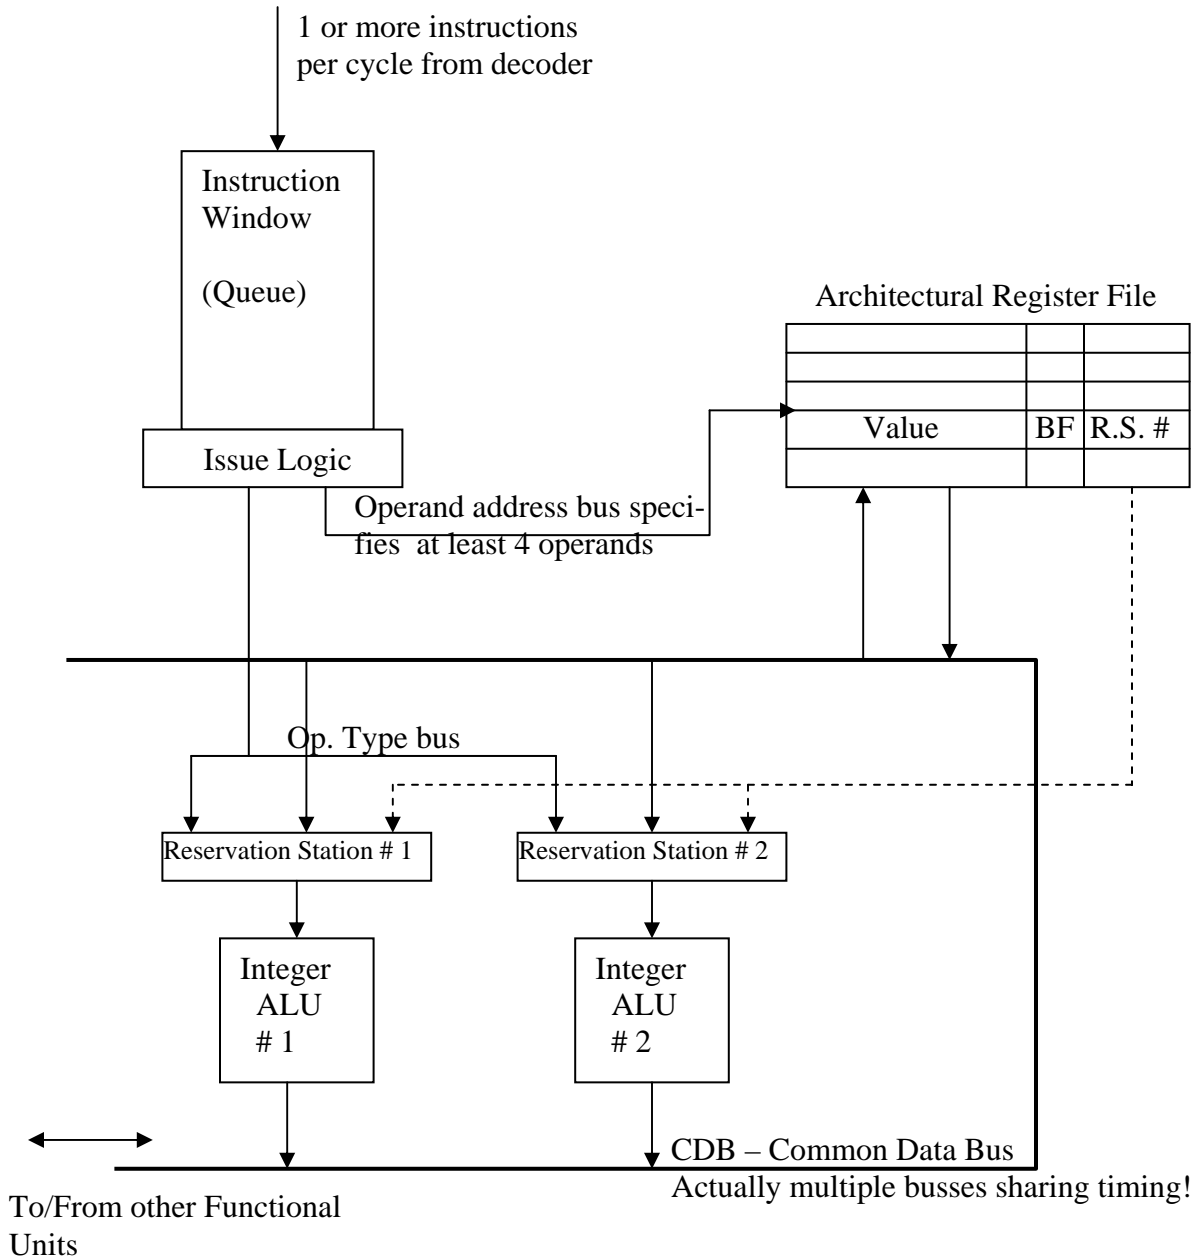 1 or more instructions
per cycle from decoder
Instruction
Window
(Queue)
Architectural Register File
Value BF R.S. #
Issue Logic
Operand address bus speci-
fies at least 4 operands
Op. Type bus
Reservation Station # 1
Reservation Station # 2
Integer
ALU
# 1
Integer
ALU
# 2
CDB – Common Data Bus
Actually multiple busses sharing timing!
To/From other Functional
Units